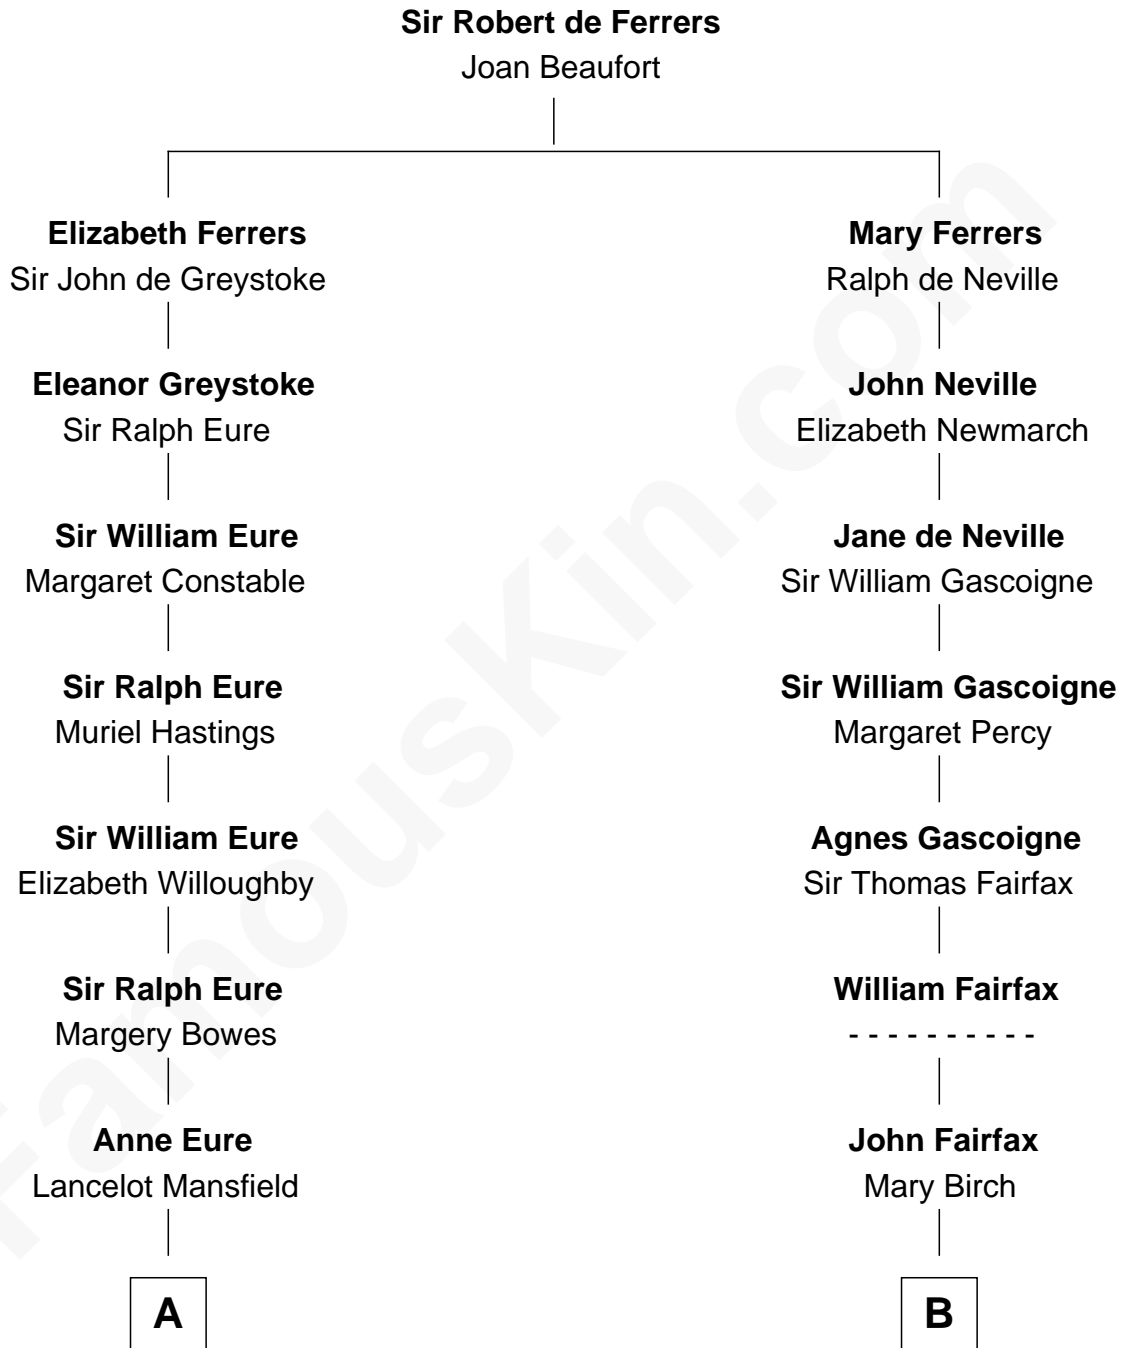 Sir Robert de Ferrers
Joan Beaufort
Elizabeth Ferrers
Sir John de Greystoke
Mary Ferrers
Ralph de Neville
Eleanor Greystoke
Sir Ralph Eure
John Neville
Elizabeth Newmarch
Sir William Eure
Margaret Constable
Jane de Neville
Sir William Gascoigne
Sir Ralph Eure
Muriel Hastings
Sir William Gascoigne
Margaret Percy
Sir William Eure
Elizabeth Willoughby
Agnes Gascoigne
Sir Thomas Fairfax
Sir Ralph Eure
Margery Bowes
William Fairfax
- - - - - - - - - -
Anne Eure
Lancelot Mansfield
John Fairfax
Mary Birch
A
B
FamousKin.com